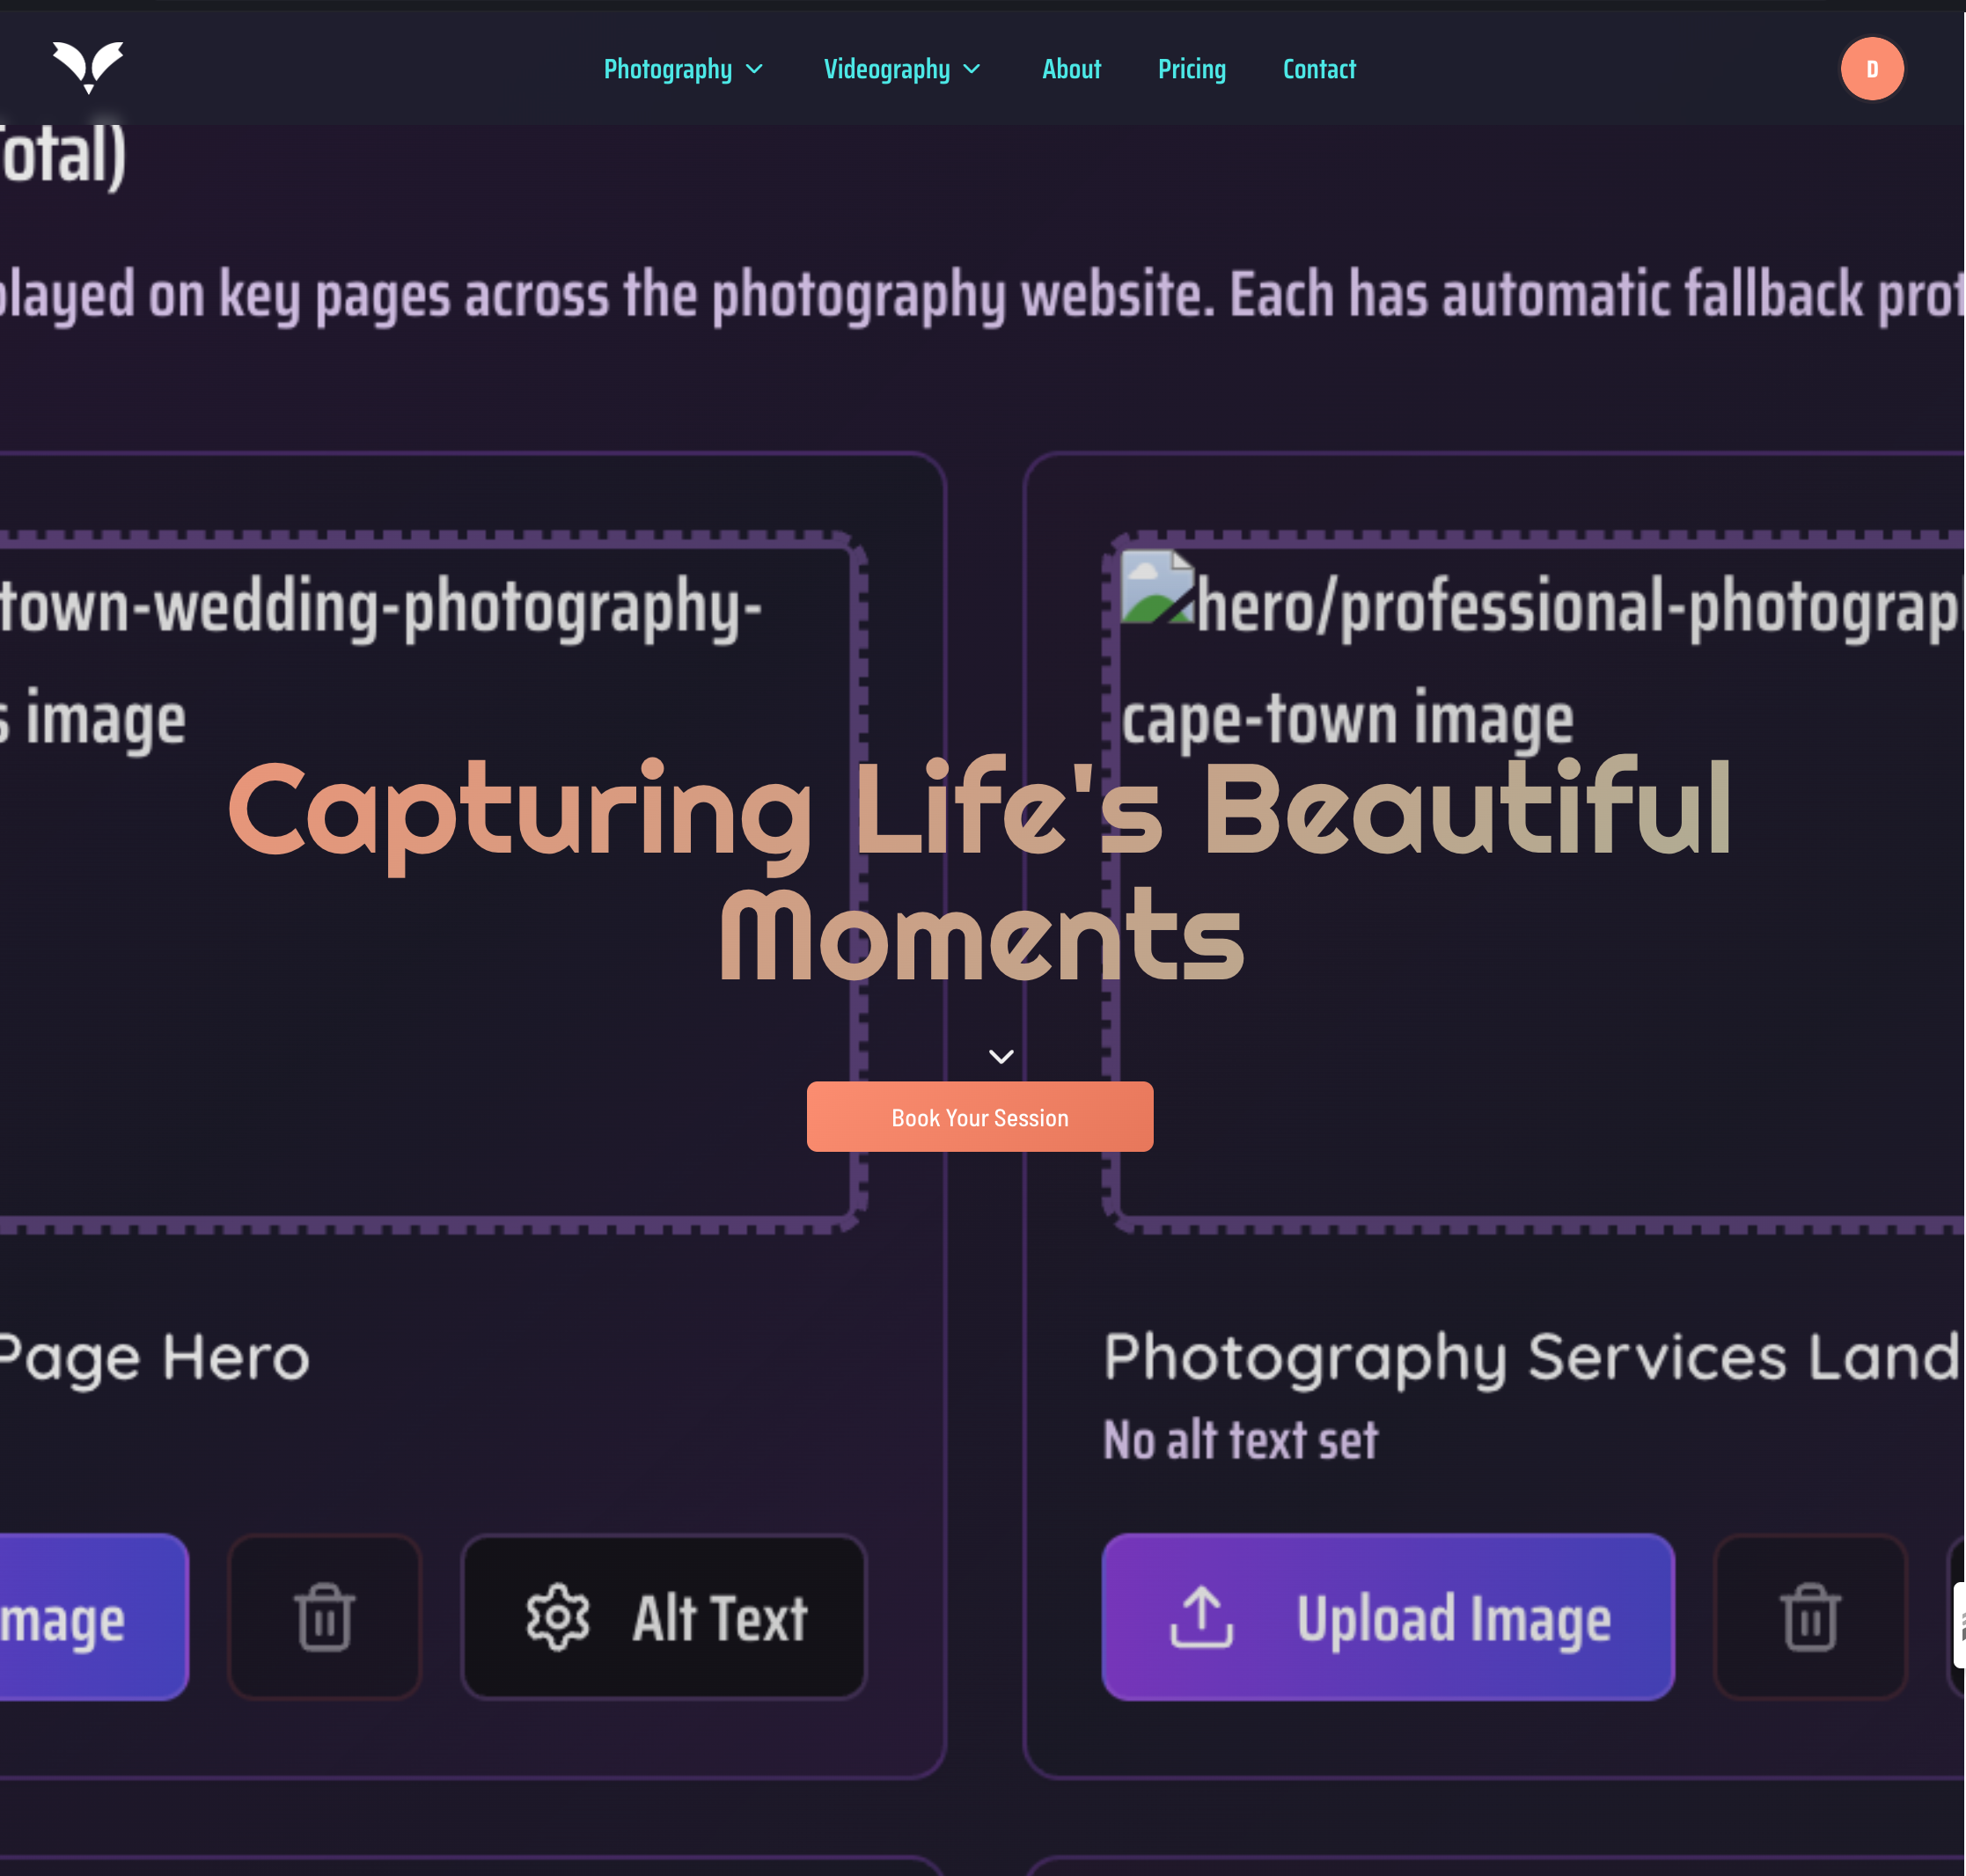 Photography Videography About Pricing Contact D
otal)
played on key pages across the photography website. Each has automatic fallback prot
town-wedding-photography-
s image
hero/professional-photograp
cape-town image
Capturing Life's Beautiful
Moments
Book Your Session
Page Hero
Photography Services Land
No alt text set
mage
Alt Text
Upload Image